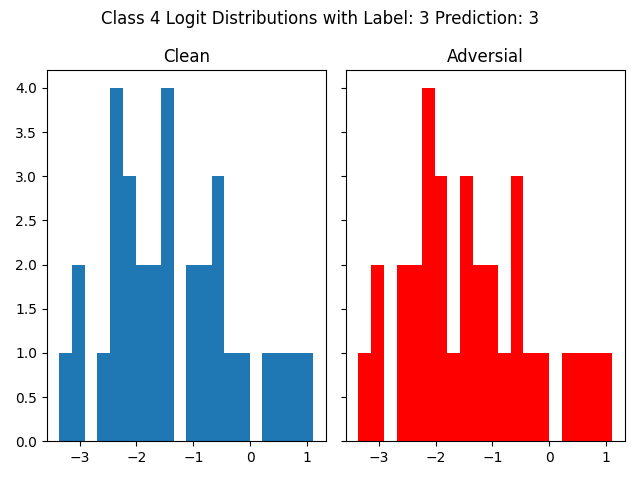 Class 4 Logit Distributions with Label: 3 Prediction: 3
Clean
Adversial
4.0
3.5
3.0
2.5
2.0
1.5
1.0
0.5
0.0
−3 −2 −1 0 1
−3 −2 −1 0 1